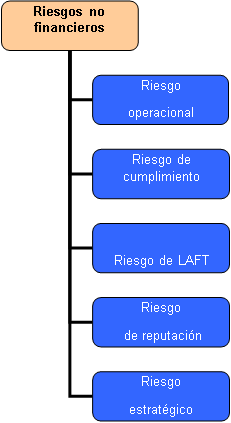 Riesgos no
financieros
Riesgo
operacional
Riesgo de
cumplimiento
Riesgo de LAFT
Riesgo
de reputación
Riesgo
estratégico